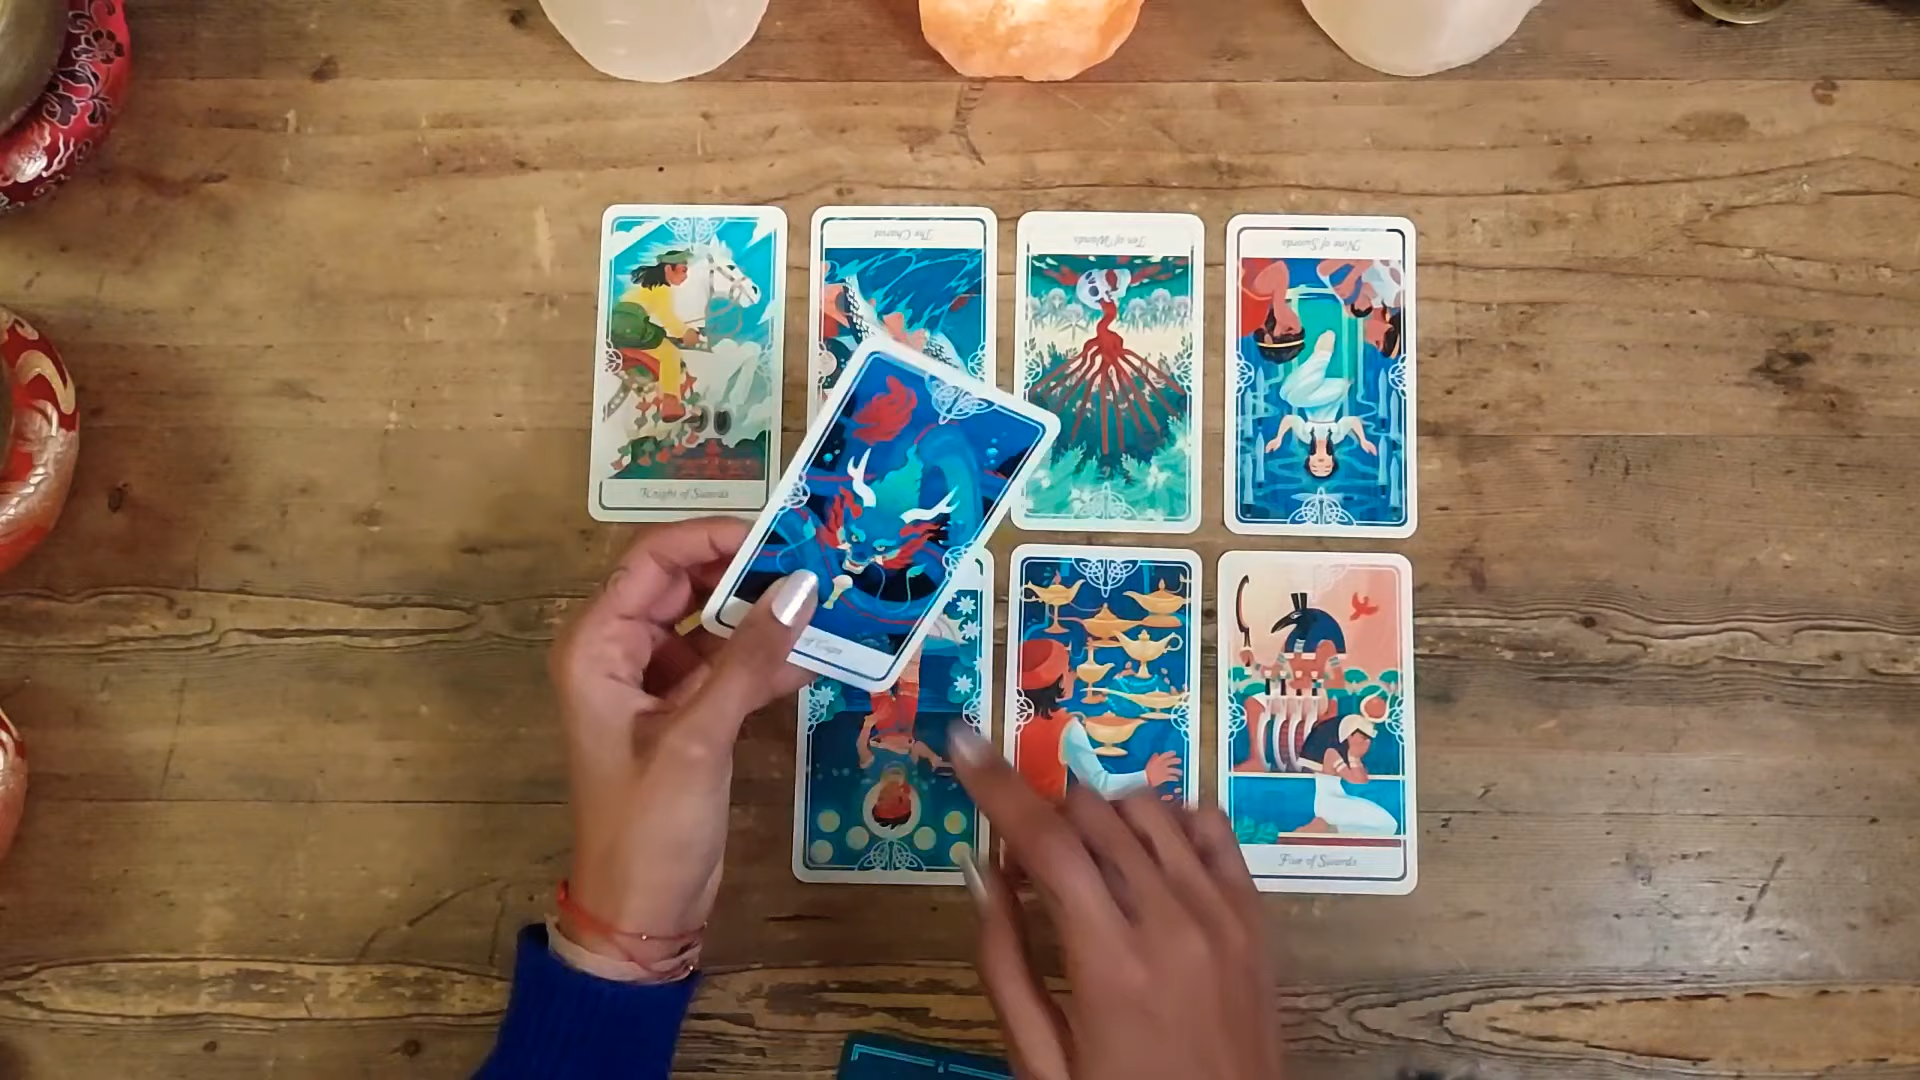 Knight of Swords
The Chariot
Ten of Wands
Nine of Swords
Five of Swords